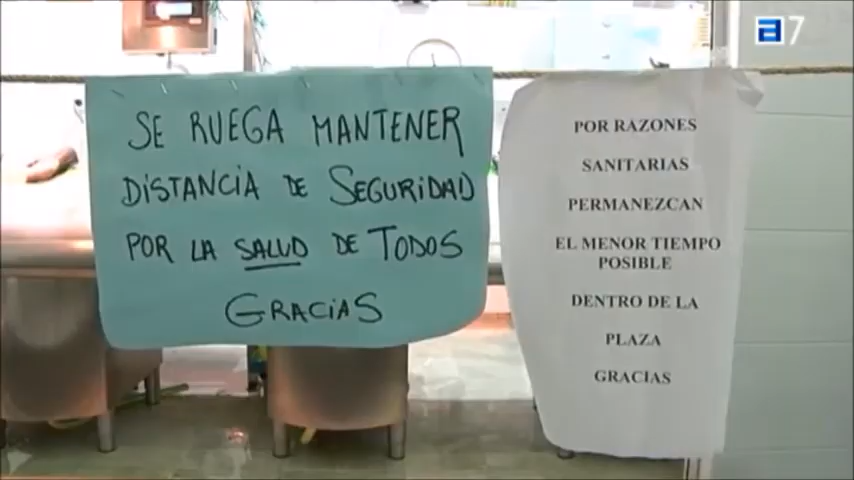 SE RUEGA MANTENER
DISTANCIA DE SEGURIDAD
POR LA SALUD DE TODOS
GRACIAS
POR RAZONES
SANITARIAS
PERMANEZCAN
EL MENOR TIEMPO
POSIBLE
DENTRO DE LA
PLAZA
GRACIAS
a7